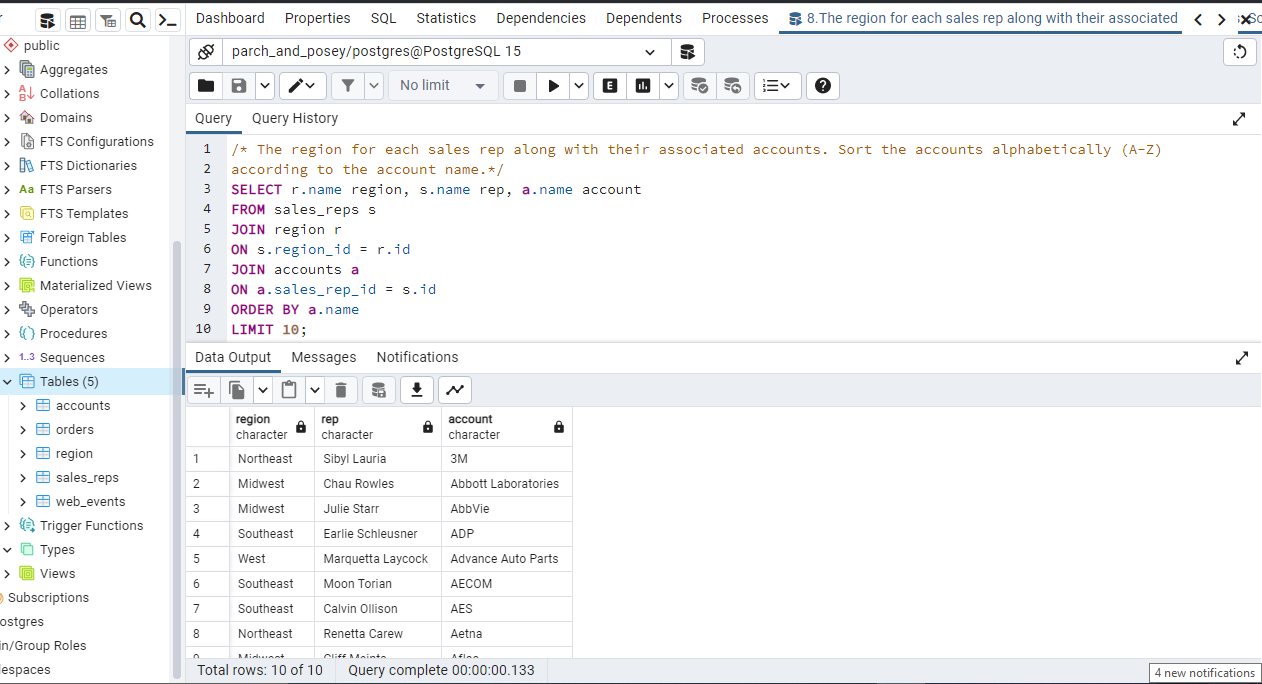 Dashboard Properties SQL Statistics Dependencies Dependents Processes 8.The region for each sales rep along with their associated
public
Aggregates
Collations
Domains
FTS Configurations
FTS Dictionaries
Aa FTS Parsers
FTS Templates
Foreign Tables
Functions
Materialized Views
Operators
Procedures
1..3 Sequences
Tables (5)
accounts
orders
region
sales_reps
web_events
Trigger Functions
Types
Views
Subscriptions
ostgres
in/Group Roles
lespaces
parch_and_posey/postgres@PostgreSQL 15
No limit
E
Query Query History
1 /* The region for each sales rep along with their associated accounts. Sort the accounts alphabetically (A-Z)
2 according to the account name.*/
3 SELECT r.name region, s.name rep, a.name account
4 FROM sales_reps s
5 JOIN region r
6 ON s.region_id = r.id
7 JOIN accounts a
8 ON a.sales_rep_id = s.id
9 ORDER BY a.name
10 LIMIT 10;
Data Output Messages Notifications
region rep account
character character character
1 Northeast Sibyl Lauria 3M
2 Midwest Chau Rowles Abbott Laboratories
3 Midwest Julie Starr AbbVie
4 Southeast Earlie Schleusner ADP
5 West Marquetta Laycock Advance Auto Parts
6 Southeast Moon Torian AECOM
7 Southeast Calvin Ollison AES
8 Northeast Renetta Carew Aetna
9 Midwest Cliff Meints Aflac
Total rows: 10 of 10 Query complete 00:00:00.133
4 new notifications